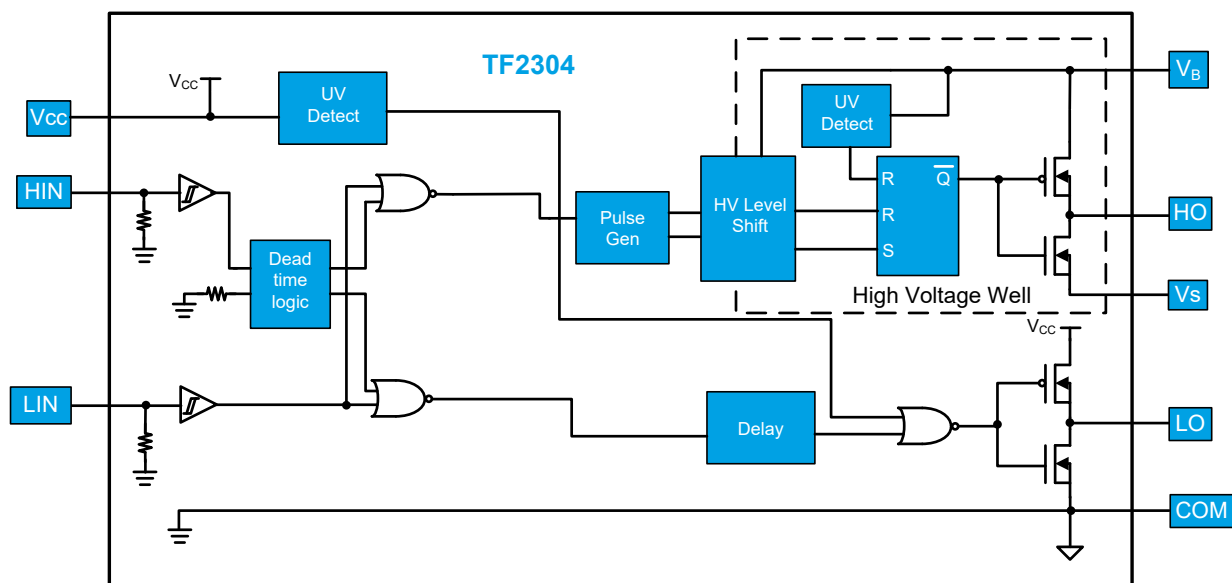 TF2304
VCC
Vcc
UV
Detect
UV
Detect
VB
HIN
R
Q
HV Level
Shift
R
HO
Pulse
Gen
Dead
time
logic
S
High Voltage Well
Vs
VCC
LIN
Delay
LO
COM